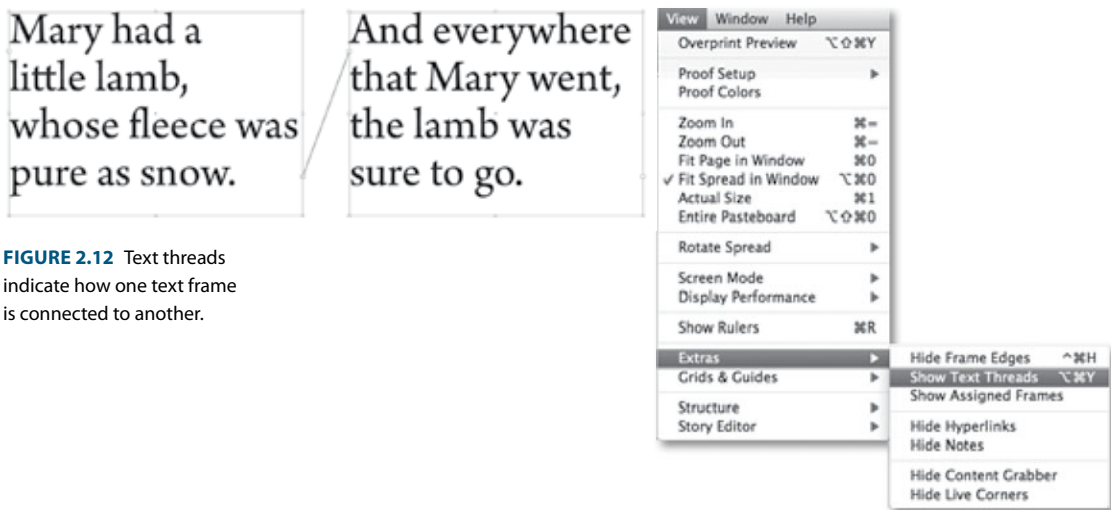 Mary had a
little lamb,
whose fleece was
pure as snow.
And everywhere
that Mary went,
the lamb was
sure to go.
FIGURE 2.12 Text threads
indicate how one text frame
is connected to another.
View Window Help
Overprint Preview ⌥⇧⌘Y
Proof Setup ▶
Proof Colors
Zoom In ⌘=
Zoom Out ⌘–
Fit Page in Window ⌘0
✓ Fit Spread in Window ⌥⌘0
Actual Size ⌘1
Entire Pasteboard ⌥⇧⌘0
Rotate Spread ▶
Screen Mode ▶
Display Performance ▶
Show Rulers ⌘R
Extras ▶
Grids & Guides ▶
Structure ▶
Story Editor ▶
Hide Frame Edges ^⌘H
Show Text Threads ⌥⌘Y
Show Assigned Frames
Hide Hyperlinks
Hide Notes
Hide Content Grabber
Hide Live Corners